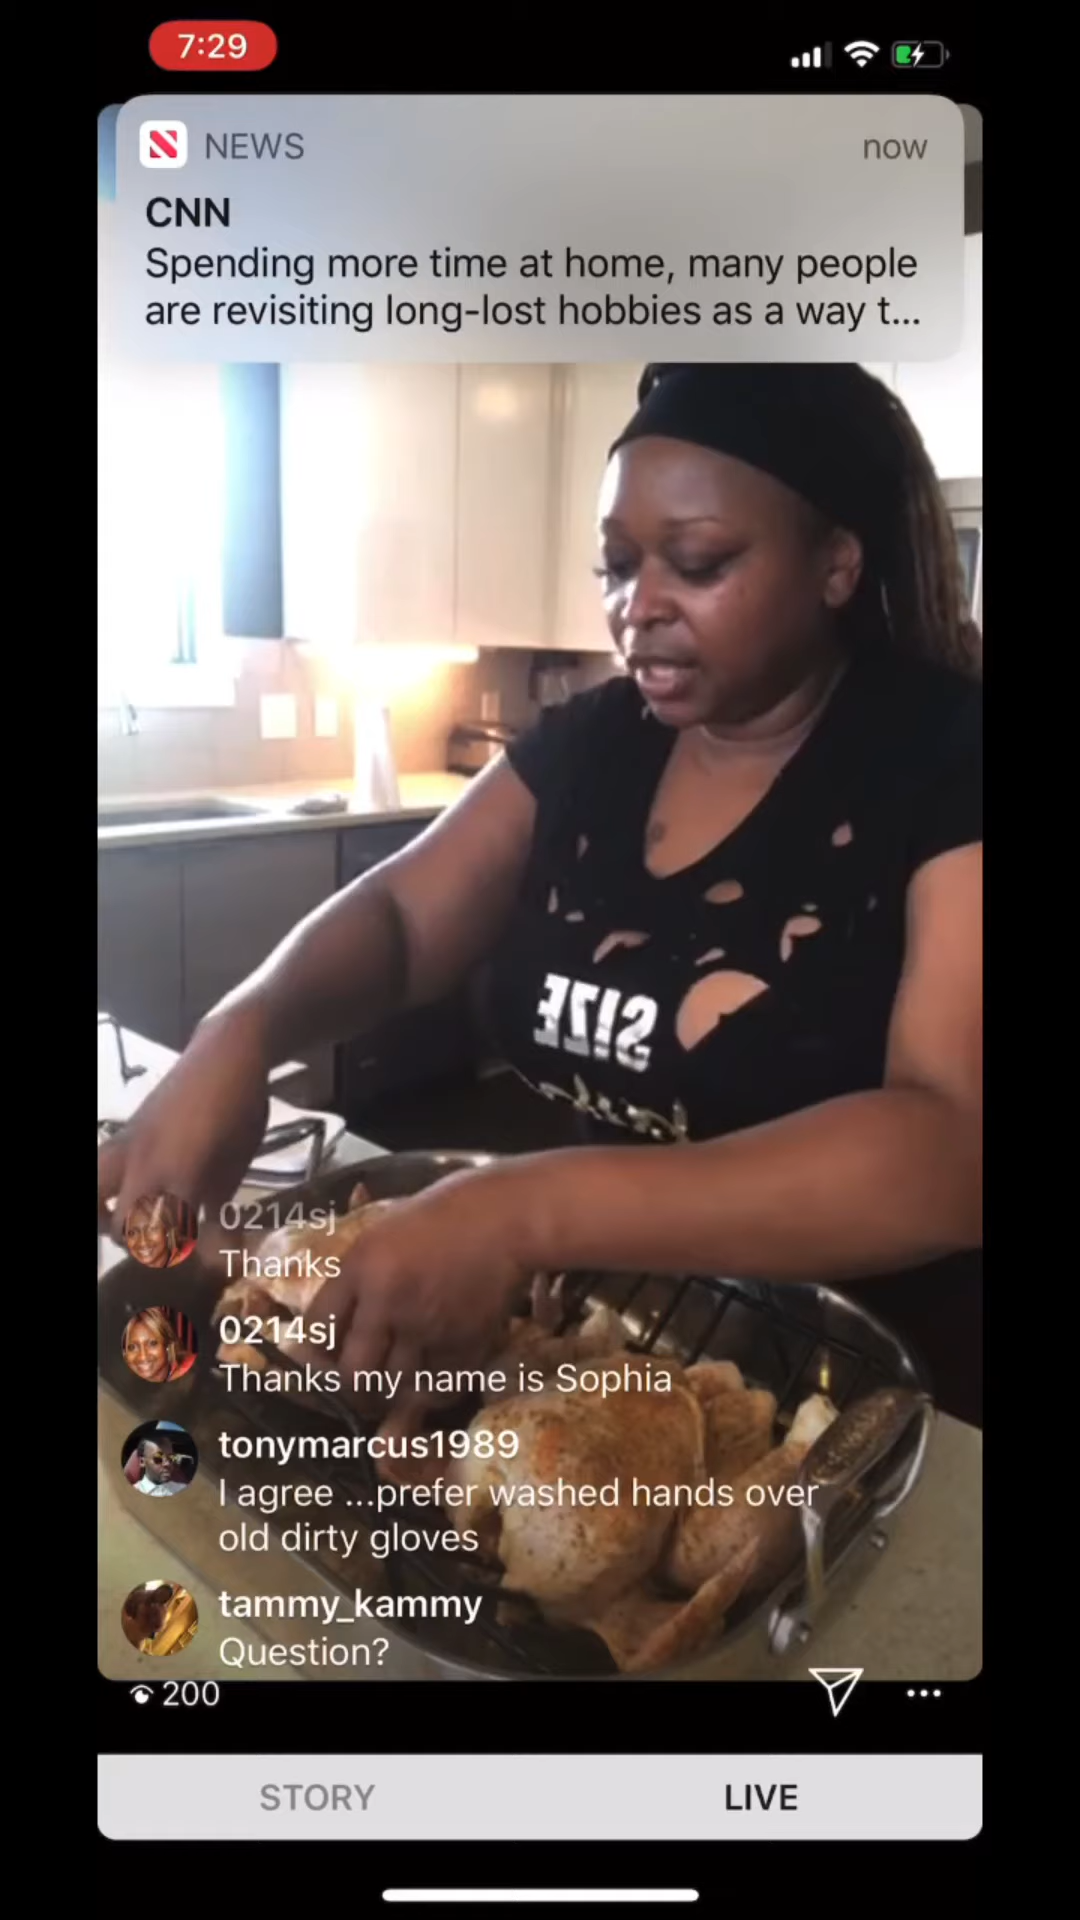 7:29
NEWS
now
CNN
Spending more time at home, many people
are revisiting long-lost hobbies as a way t...
SIZE
0214sj
Thanks
0214sj
Thanks my name is Sophia
tonymarcus1989
I agree ...prefer washed hands over
old dirty gloves
tammy_kammy
Question?
200
STORY
LIVE